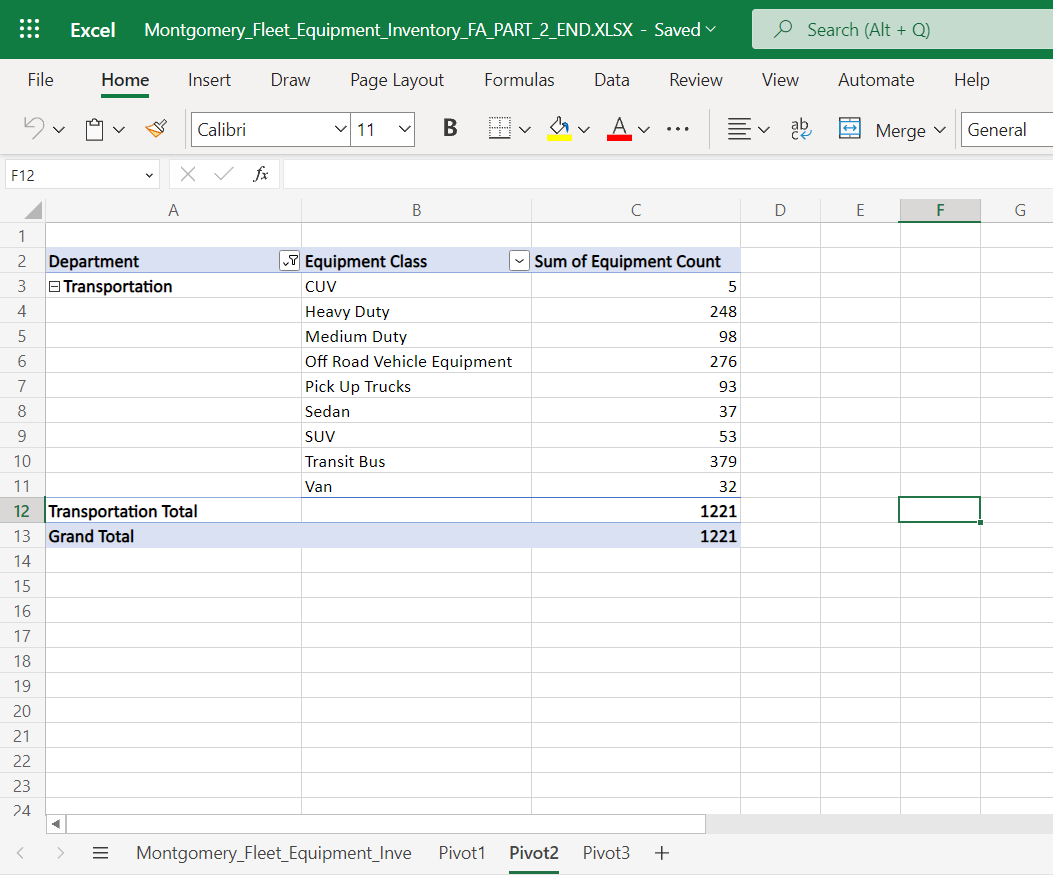 Excel Montgomery_Fleet_Equipment_Inventory_FA_PART_2_END.XLSX - Saved Search (Alt + Q)
File Home Insert Draw Page Layout Formulas Data Review View Automate Help
Calibri 11 B A ab Merge General
F12 fx
A B C D E F G
1
2 Department Equipment Class Sum of Equipment Count
3 Transportation CUV 5
4 Heavy Duty 248
5 Medium Duty 98
6 Off Road Vehicle Equipment 276
7 Pick Up Trucks 93
8 Sedan 37
9 SUV 53
10 Transit Bus 379
11 Van 32
12 Transportation Total 1221
13 Grand Total 1221
14
15
16
17
18
19
20
21
22
23
24
Montgomery_Fleet_Equipment_Inve Pivot1 Pivot2 Pivot3